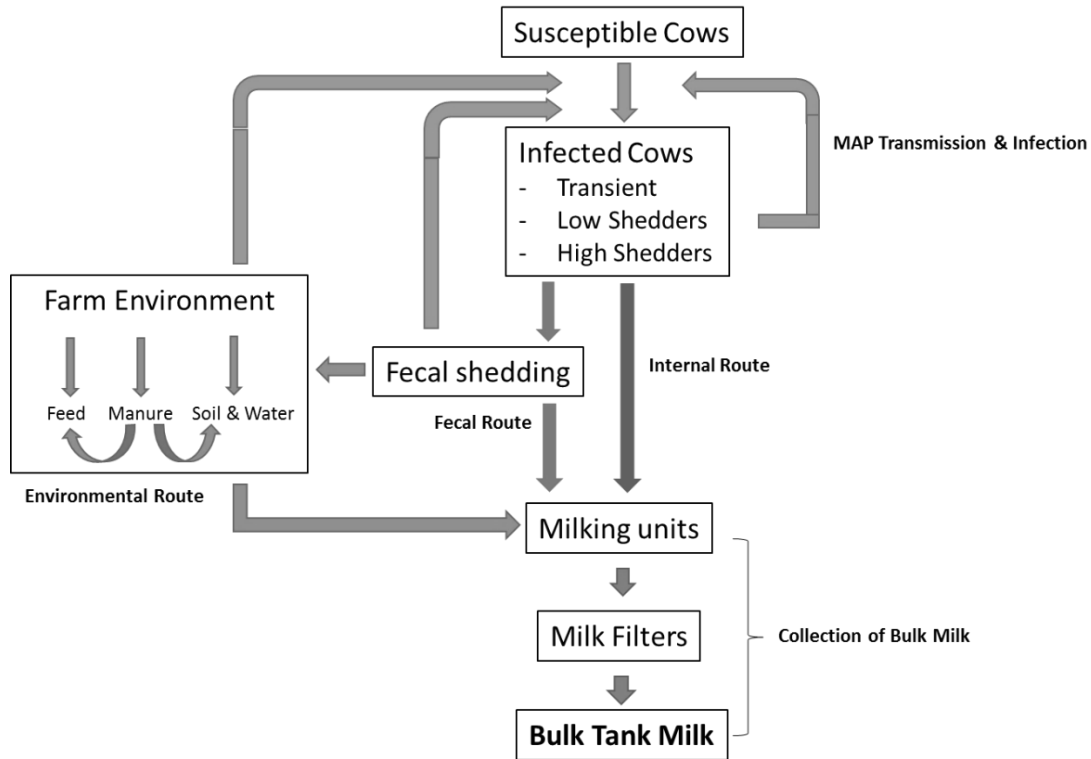 Susceptible Cows
MAP Transmission & Infection
Infected Cows
- Transient
- Low Shedders
- High Shedders
Farm Environment
Feed Manure Soil & Water
Environmental Route
Fecal shedding
Fecal Route
Internal Route
Milking units
Milk Filters
Collection of Bulk Milk
Bulk Tank Milk